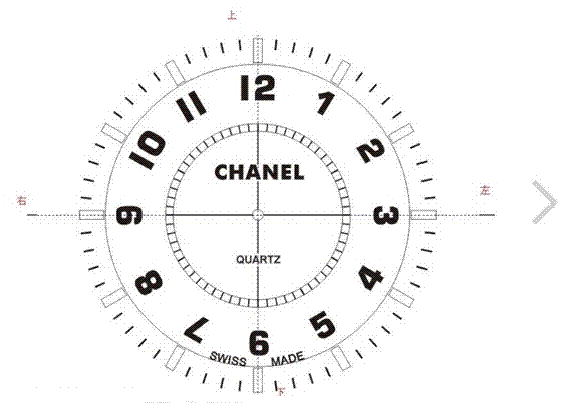 上
12
11 1
10 2
CHANEL
右 9 3 左
QUARTZ
8 4
7 5
6
SWISS MADE
下